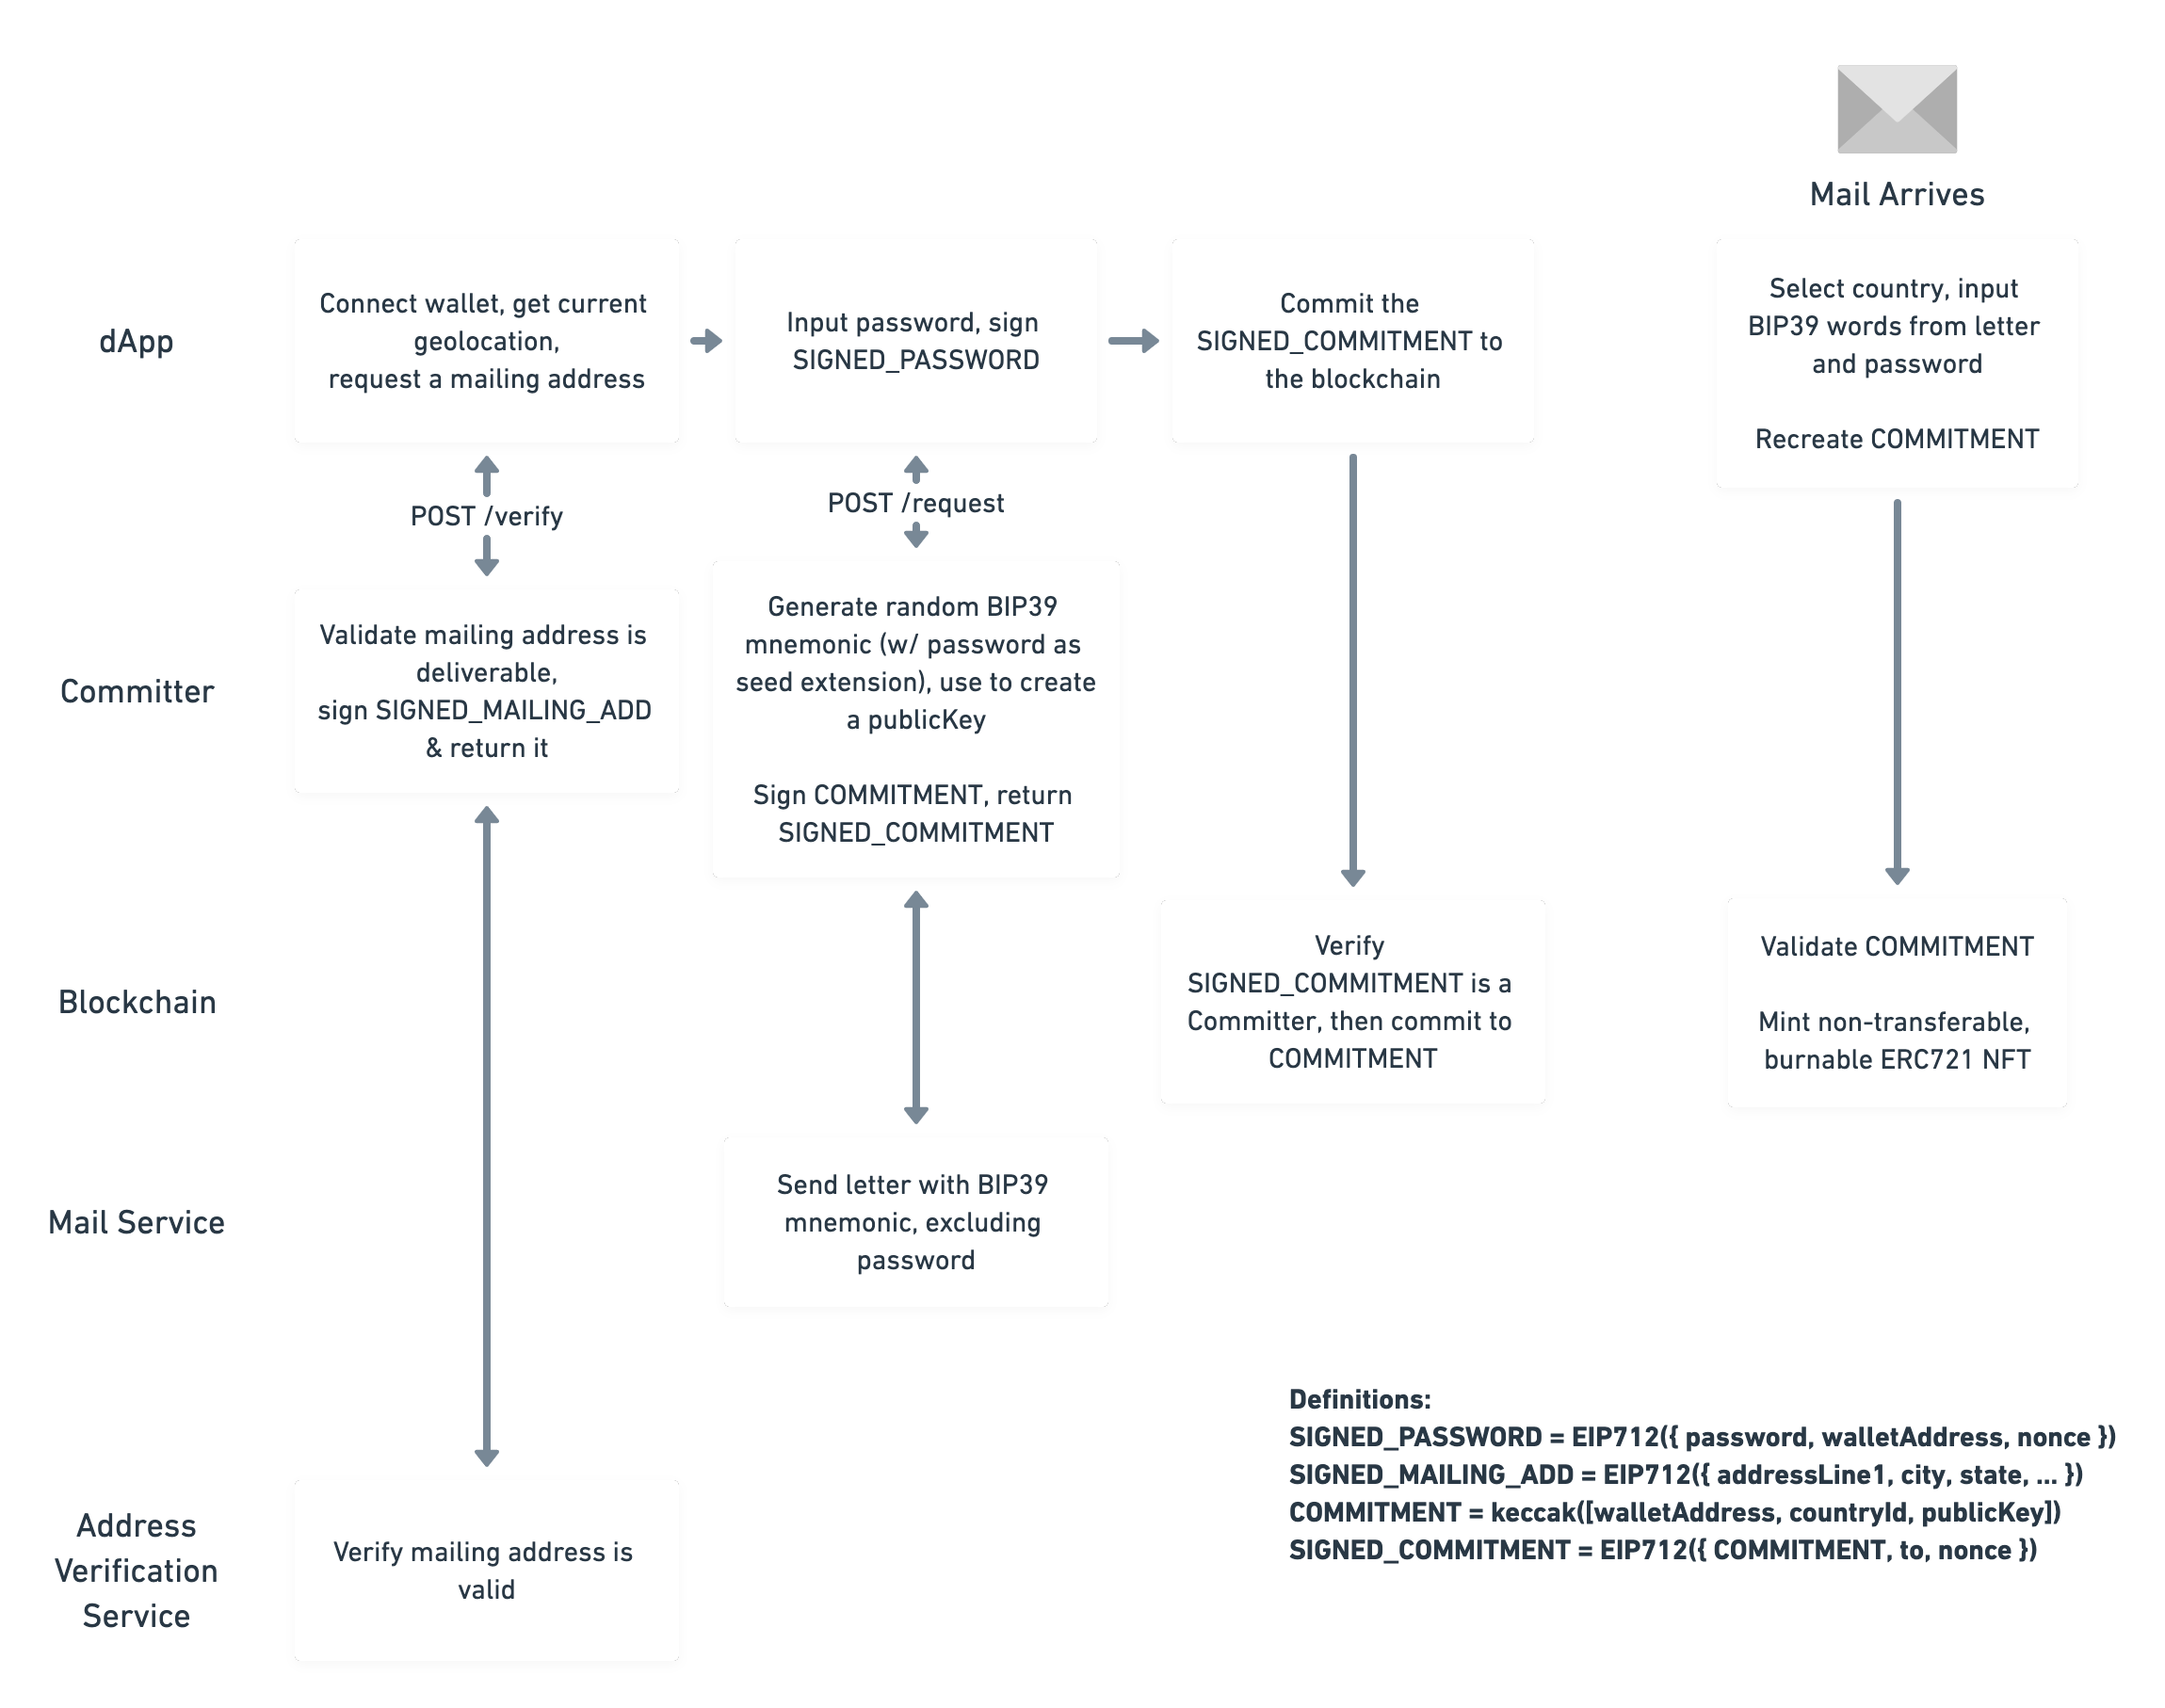 Mail Arrives
dApp
Connect wallet, get current
geolocation,
request a mailing address
Input password, sign
SIGNED_PASSWORD
Commit the
SIGNED_COMMITMENT to
the blockchain
Select country, input
BIP39 words from letter
and password
Recreate COMMITMENT
POST /verify
POST /request
Committer
Validate mailing address is
deliverable,
sign SIGNED_MAILING_ADD
& return it
Generate random BIP39
mnemonic (w/ password as
seed extension), use to create
a publicKey
Sign COMMITMENT, return
SIGNED_COMMITMENT
Blockchain
Verify
SIGNED_COMMITMENT is a
Committer, then commit to
COMMITMENT
Validate COMMITMENT
Mint non-transferable,
burnable ERC721 NFT
Mail Service
Send letter with BIP39
mnemonic, excluding
password
Address
Verification
Service
Verify mailing address is
valid
Definitions:
SIGNED_PASSWORD = EIP712({ password, walletAddress, nonce })
SIGNED_MAILING_ADD = EIP712({ addressLine1, city, state, ... })
COMMITMENT = keccak([walletAddress, countryId, publicKey])
SIGNED_COMMITMENT = EIP712({ COMMITMENT, to, nonce })